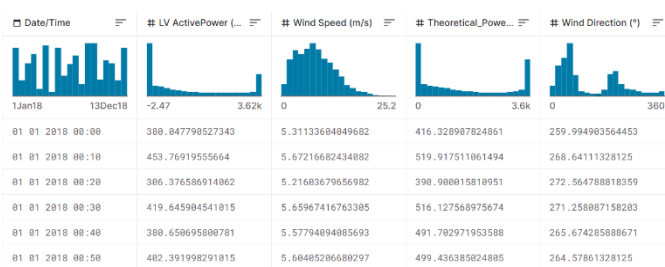 Date/Time # LV ActivePower (... # Wind Speed (m/s) # Theoretical_Powe... # Wind Direction (°)
1Jan18 13Dec18 -2.47 3.62k 0 25.2 0 3.6k 0 360
01 01 2018 00:00 380.047790527343 5.31133604049682 416.328907824861 259.994903564453
01 01 2018 00:10 453.76919555664 5.67216682434082 519.917511061494 268.64111328125
01 01 2018 00:20 306.376586914062 5.21603679656982 390.900015810951 272.564788818359
01 01 2018 00:30 419.645904541015 5.65967416763305 516.127568975674 271.258087158203
01 01 2018 00:40 380.650695800781 5.57794094085693 491.702971953588 265.674285888671
01 01 2018 00:50 402.391998291015 5.60405206680297 499.436385024805 264.57861328125